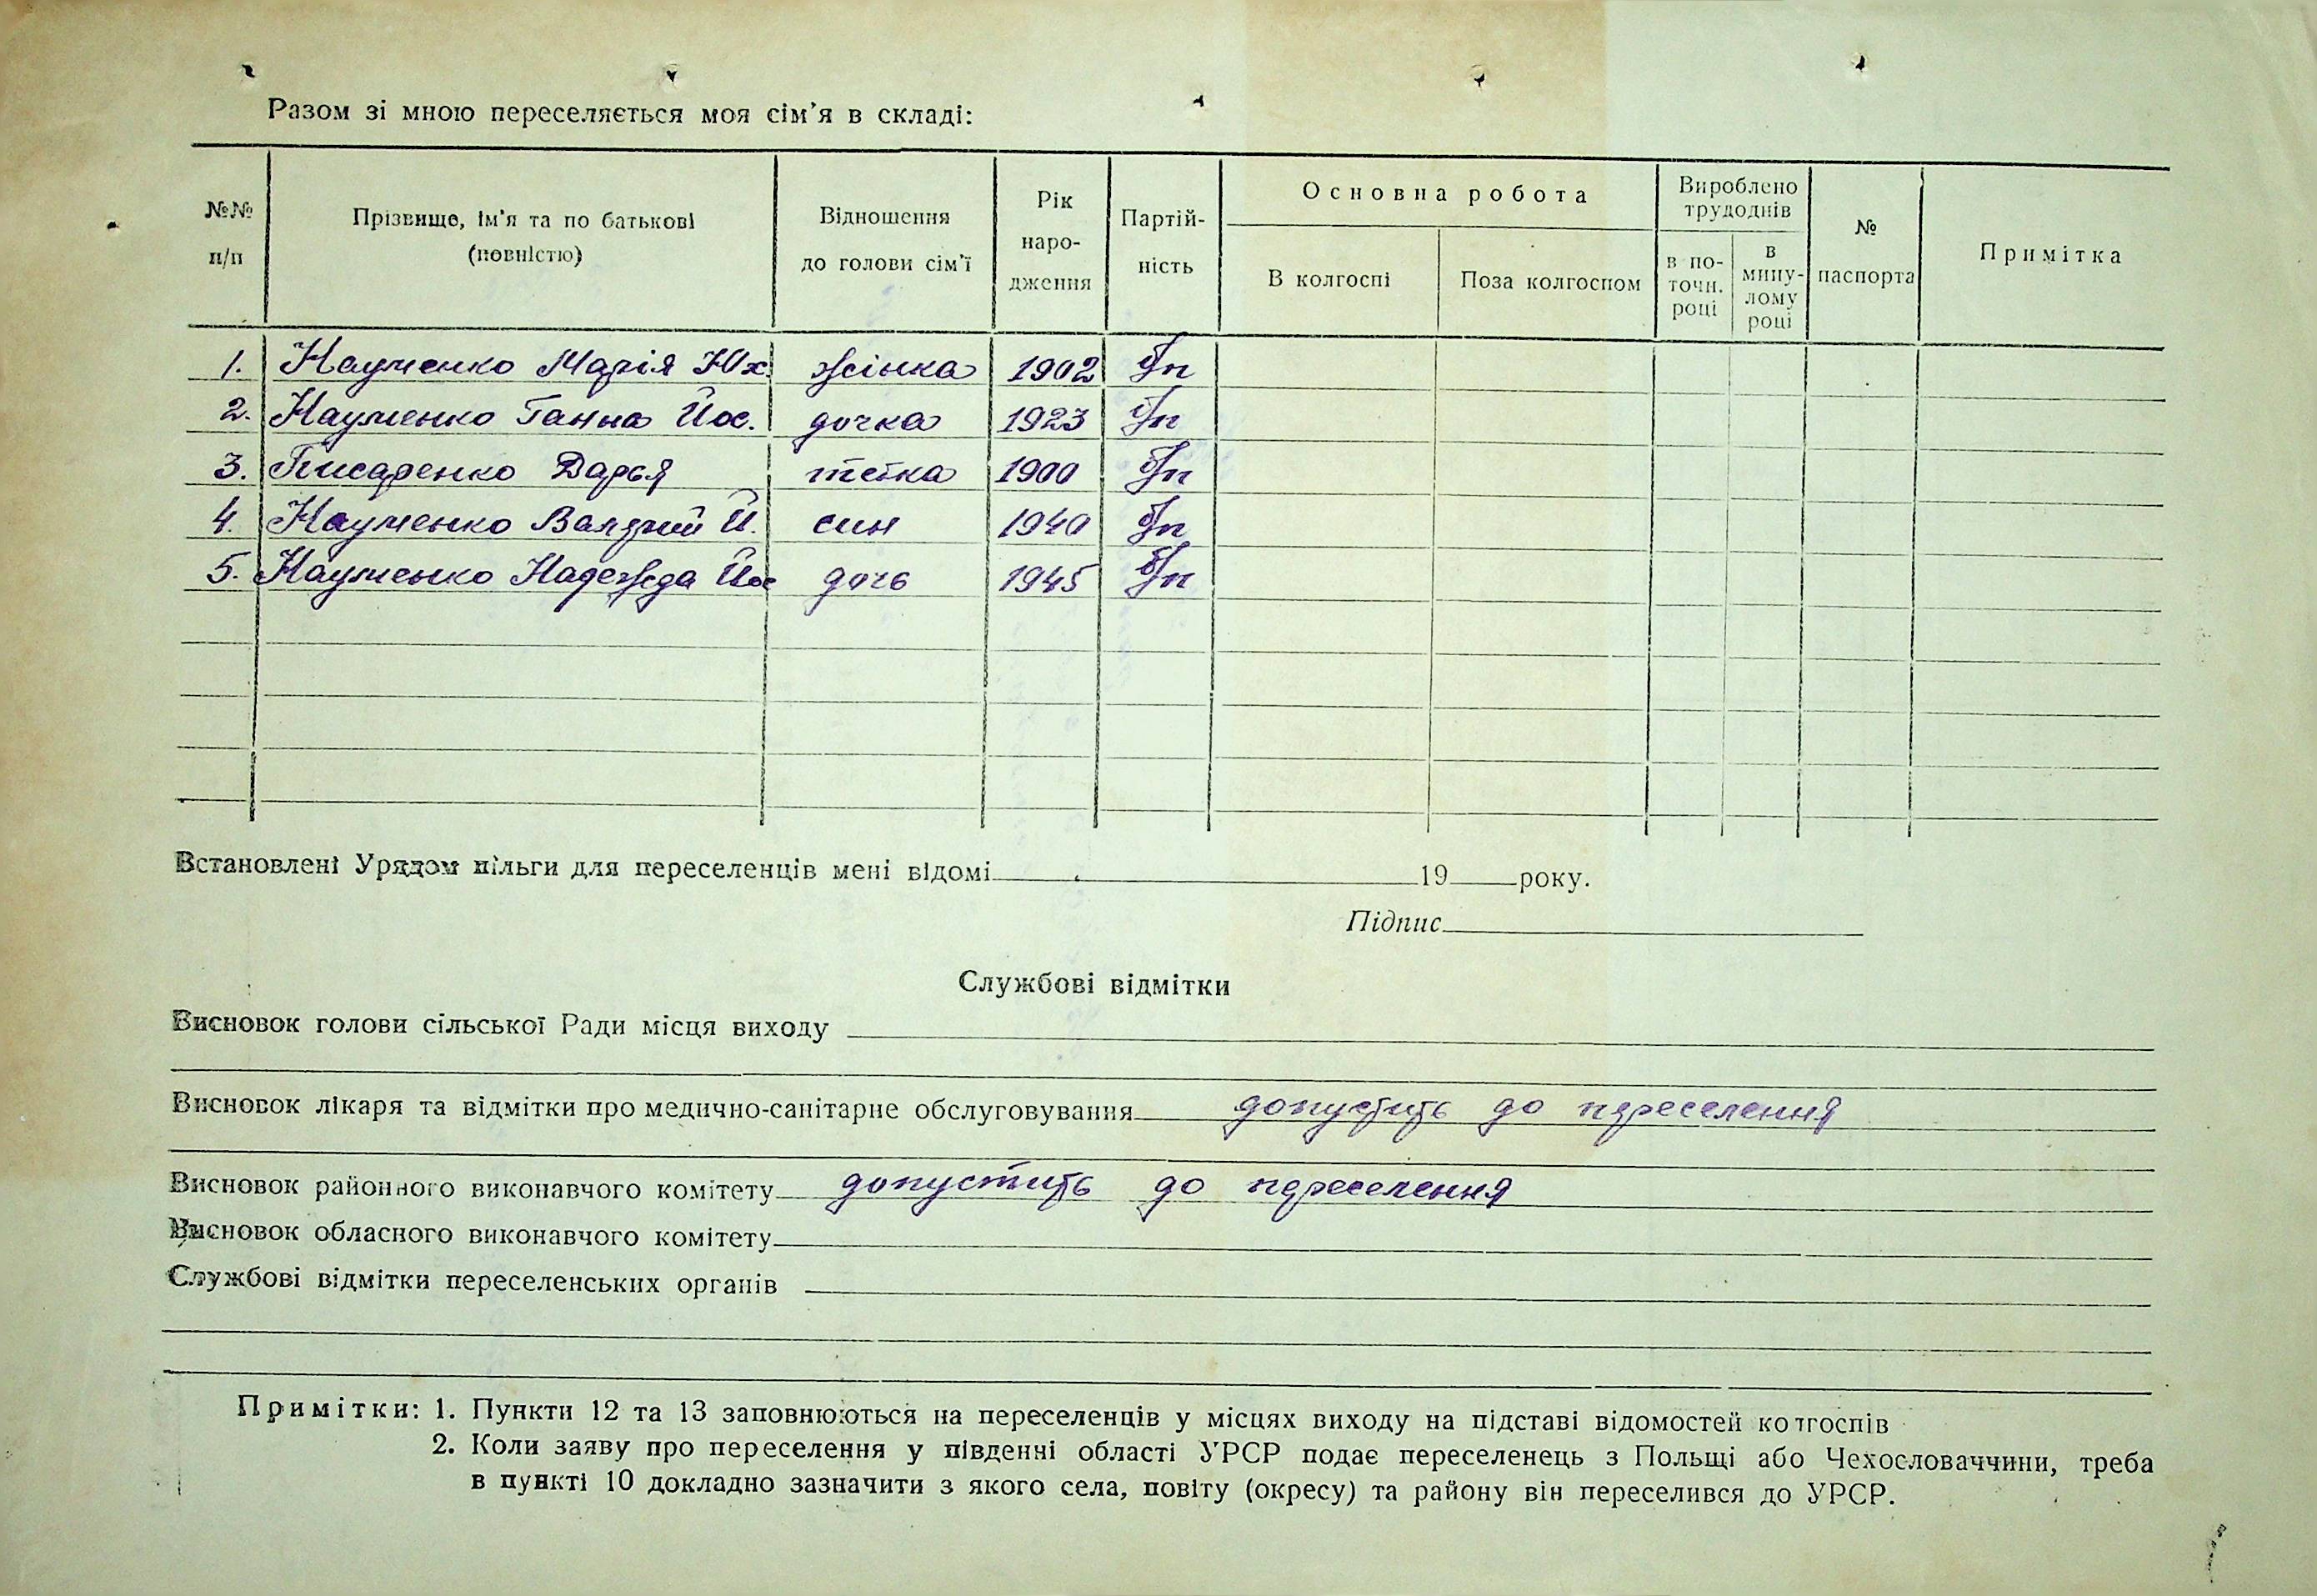 Разом зі мною переселяється моя сім'я в складі:
№№ п/п
Прізвище, ім'я та по батькові (повністю)
Відношення до голови сім'ї
Рік народження
Партійність
Основна робота
В колгоспі
Поза колгоспом
Вироблено трудоднів
в поточн. році
в минулому році
№ паспорта
Примітка
1. Науменко Марія Юх. жінка 1902 б/п
2. Науменко Ганна Йос. дочка 1923 б/п
3. Писаренко Дарья тетка 1900 б/п
4. Науменко Й. син 1940 б/п
5. Науменко Надежда Йос дочь 1945 б/п
Встановлені Урядом пільги для переселенців мені відомі 19 року.
Підпис
Службові відмітки
Висновок голови сільської Ради місця виходу
Висновок лікаря та відмітки про медично-санітарне обслуговування допустить до переселення
Висновок районного виконавчого комітету допустить до переселення
Висновок обласного виконавчого комітету
Службові відмітки переселенських органів
Примітки: 1. Пункти 12 та 13 заповнюються на переселенців у місцях виходу на підставі відомостей колгоспів
2. Коли заяву про переселення у південні області УРСР подає переселенець з Польщі або Чехословаччини, треба
в пункті 10 докладно зазначити з якого села, повіту (окресу) та району він переселився до УРСР.